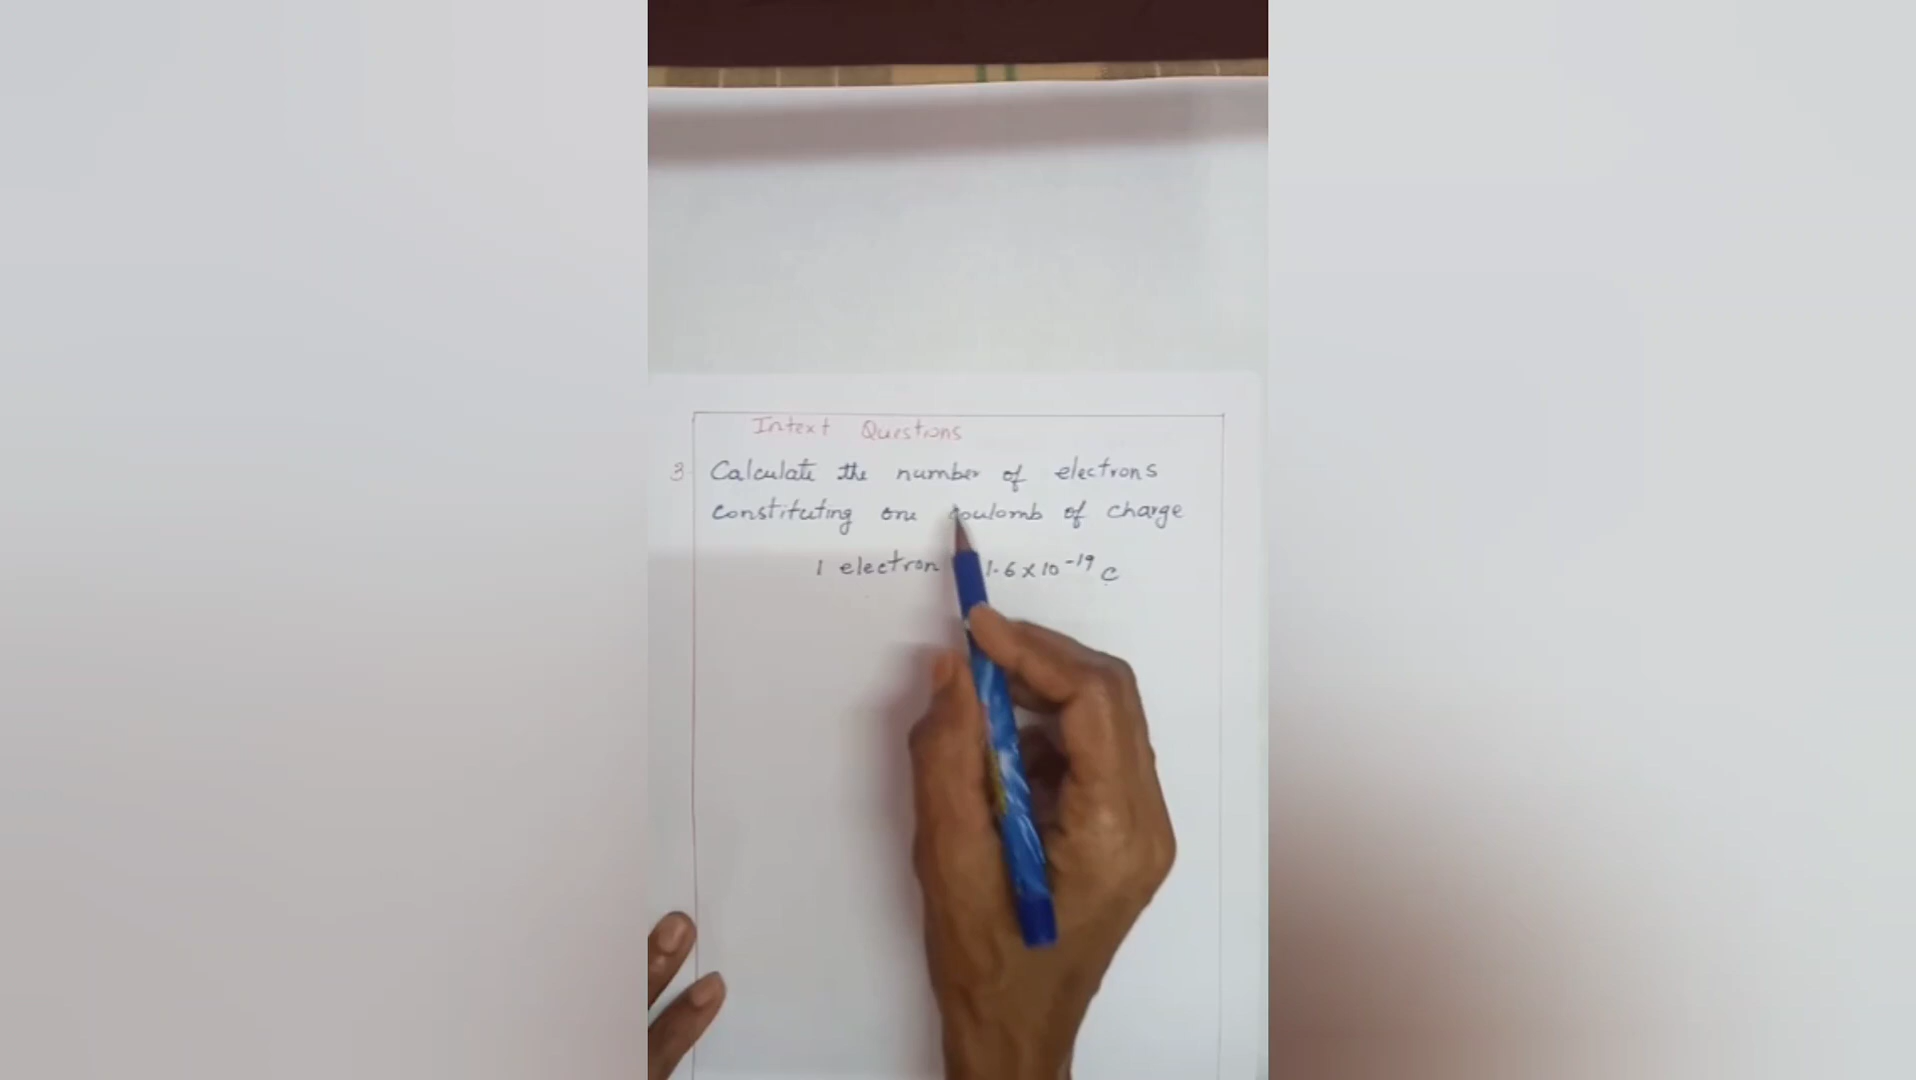 Intext Questions
3 Calculate the number of electrons
constituting one coulomb of charge
1 electron 1.6 x 10⁻¹⁹ C